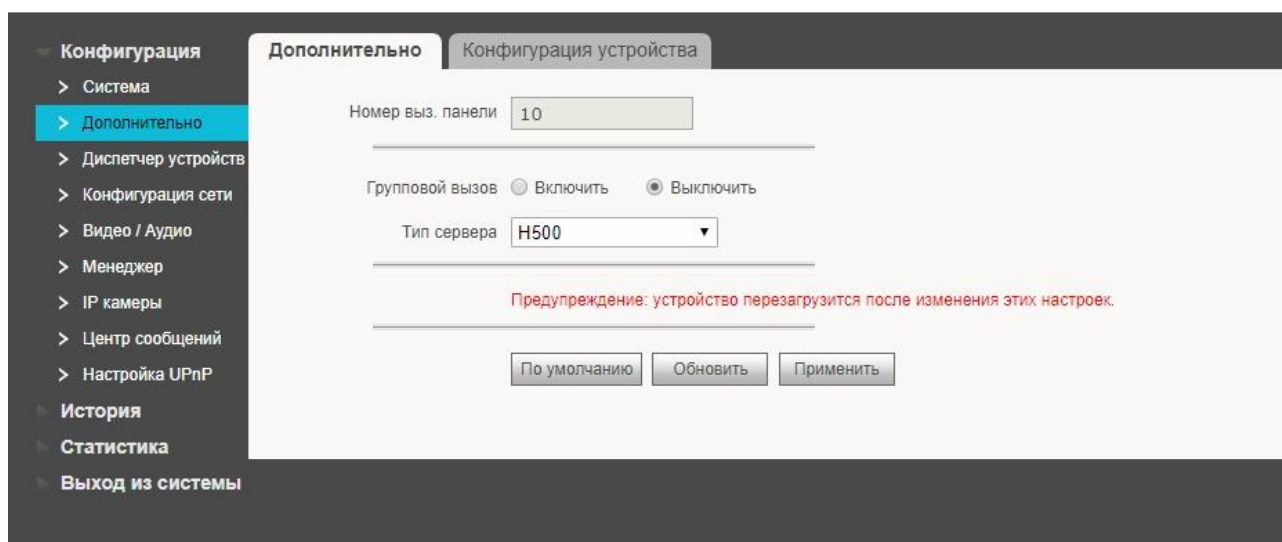 Конфигурация
Система
Дополнительно
Диспетчер устройств
Конфигурация сети
Видео / Аудио
Менеджер
IP камеры
Центр сообщений
Настройка UPnP
История
Статистика
Выход из системы
Дополнительно Конфигурация устройства
Номер выз. панели 10
Групповой вызов Включить Выключить
Тип сервера H500
Предупреждение: устройство перезагрузится после изменения этих настроек.
По умолчанию Обновить Применить